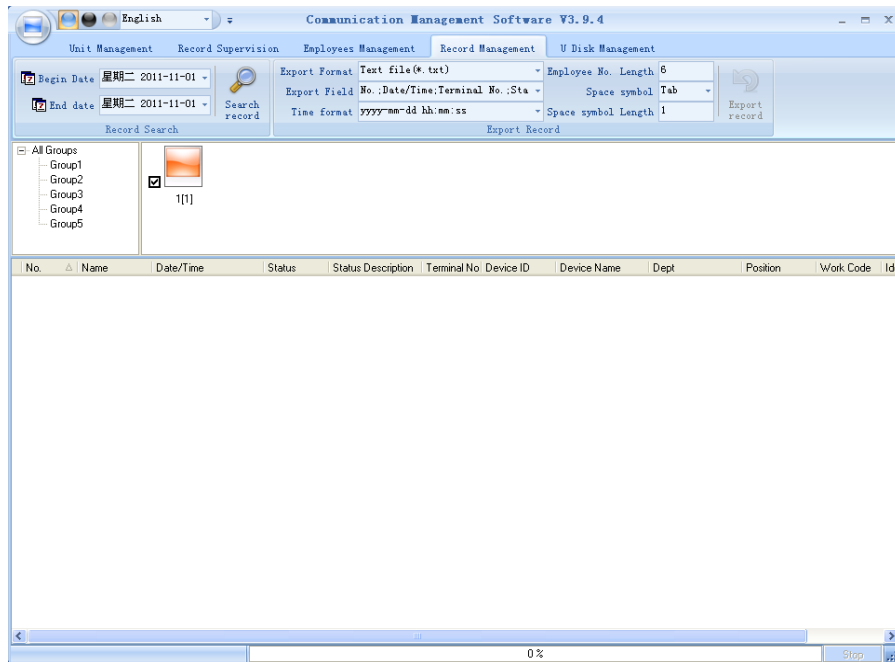 English
Communication Management Software V3.9.4
Unit Management Record Supervision Employees Management Record Management U Disk Management
Begin Date 星期二 2011-11-01
End date 星期二 2011-11-01
Search record
Record Search
Export Format Text file(*.txt) Employee No. Length 6
Export Field No.;Date/Time;Terminal No.;Sta Space symbol Tab
Time format yyyy-mm-dd hh:mm:ss Space symbol Length 1
Export record
Export Record
All Groups
Group1
Group2
Group3
Group4
Group5
1[1]
No. Name Date/Time Status Status Description Terminal No Device ID Device Name Dept Position Work Code Id
0 % Stop